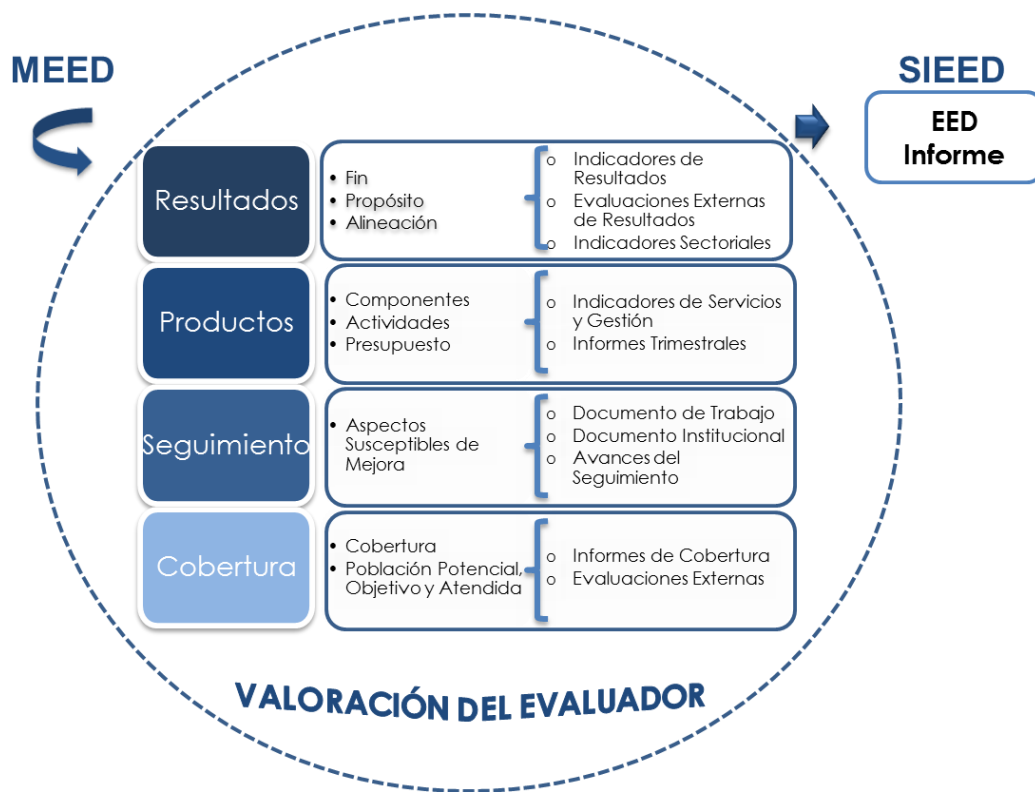 MEED
SIEED
EED
Informe
Resultados
• Fin
• Propósito
• Alineación
o Indicadores de
Resultados
o Evaluaciones Externas
de Resultados
o Indicadores Sectoriales
Productos
• Componentes
• Actividades
• Presupuesto
o Indicadores de Servicios
y Gestión
o Informes Trimestrales
Seguimiento
• Aspectos
Susceptibles de
Mejora
o Documento de Trabajo
o Documento Institucional
o Avances del
Seguimiento
Cobertura
• Cobertura
• Población Potencial,
Objetivo y Atendida
o Informes de Cobertura
o Evaluaciones Externas
VALORACIÓN DEL EVALUADOR